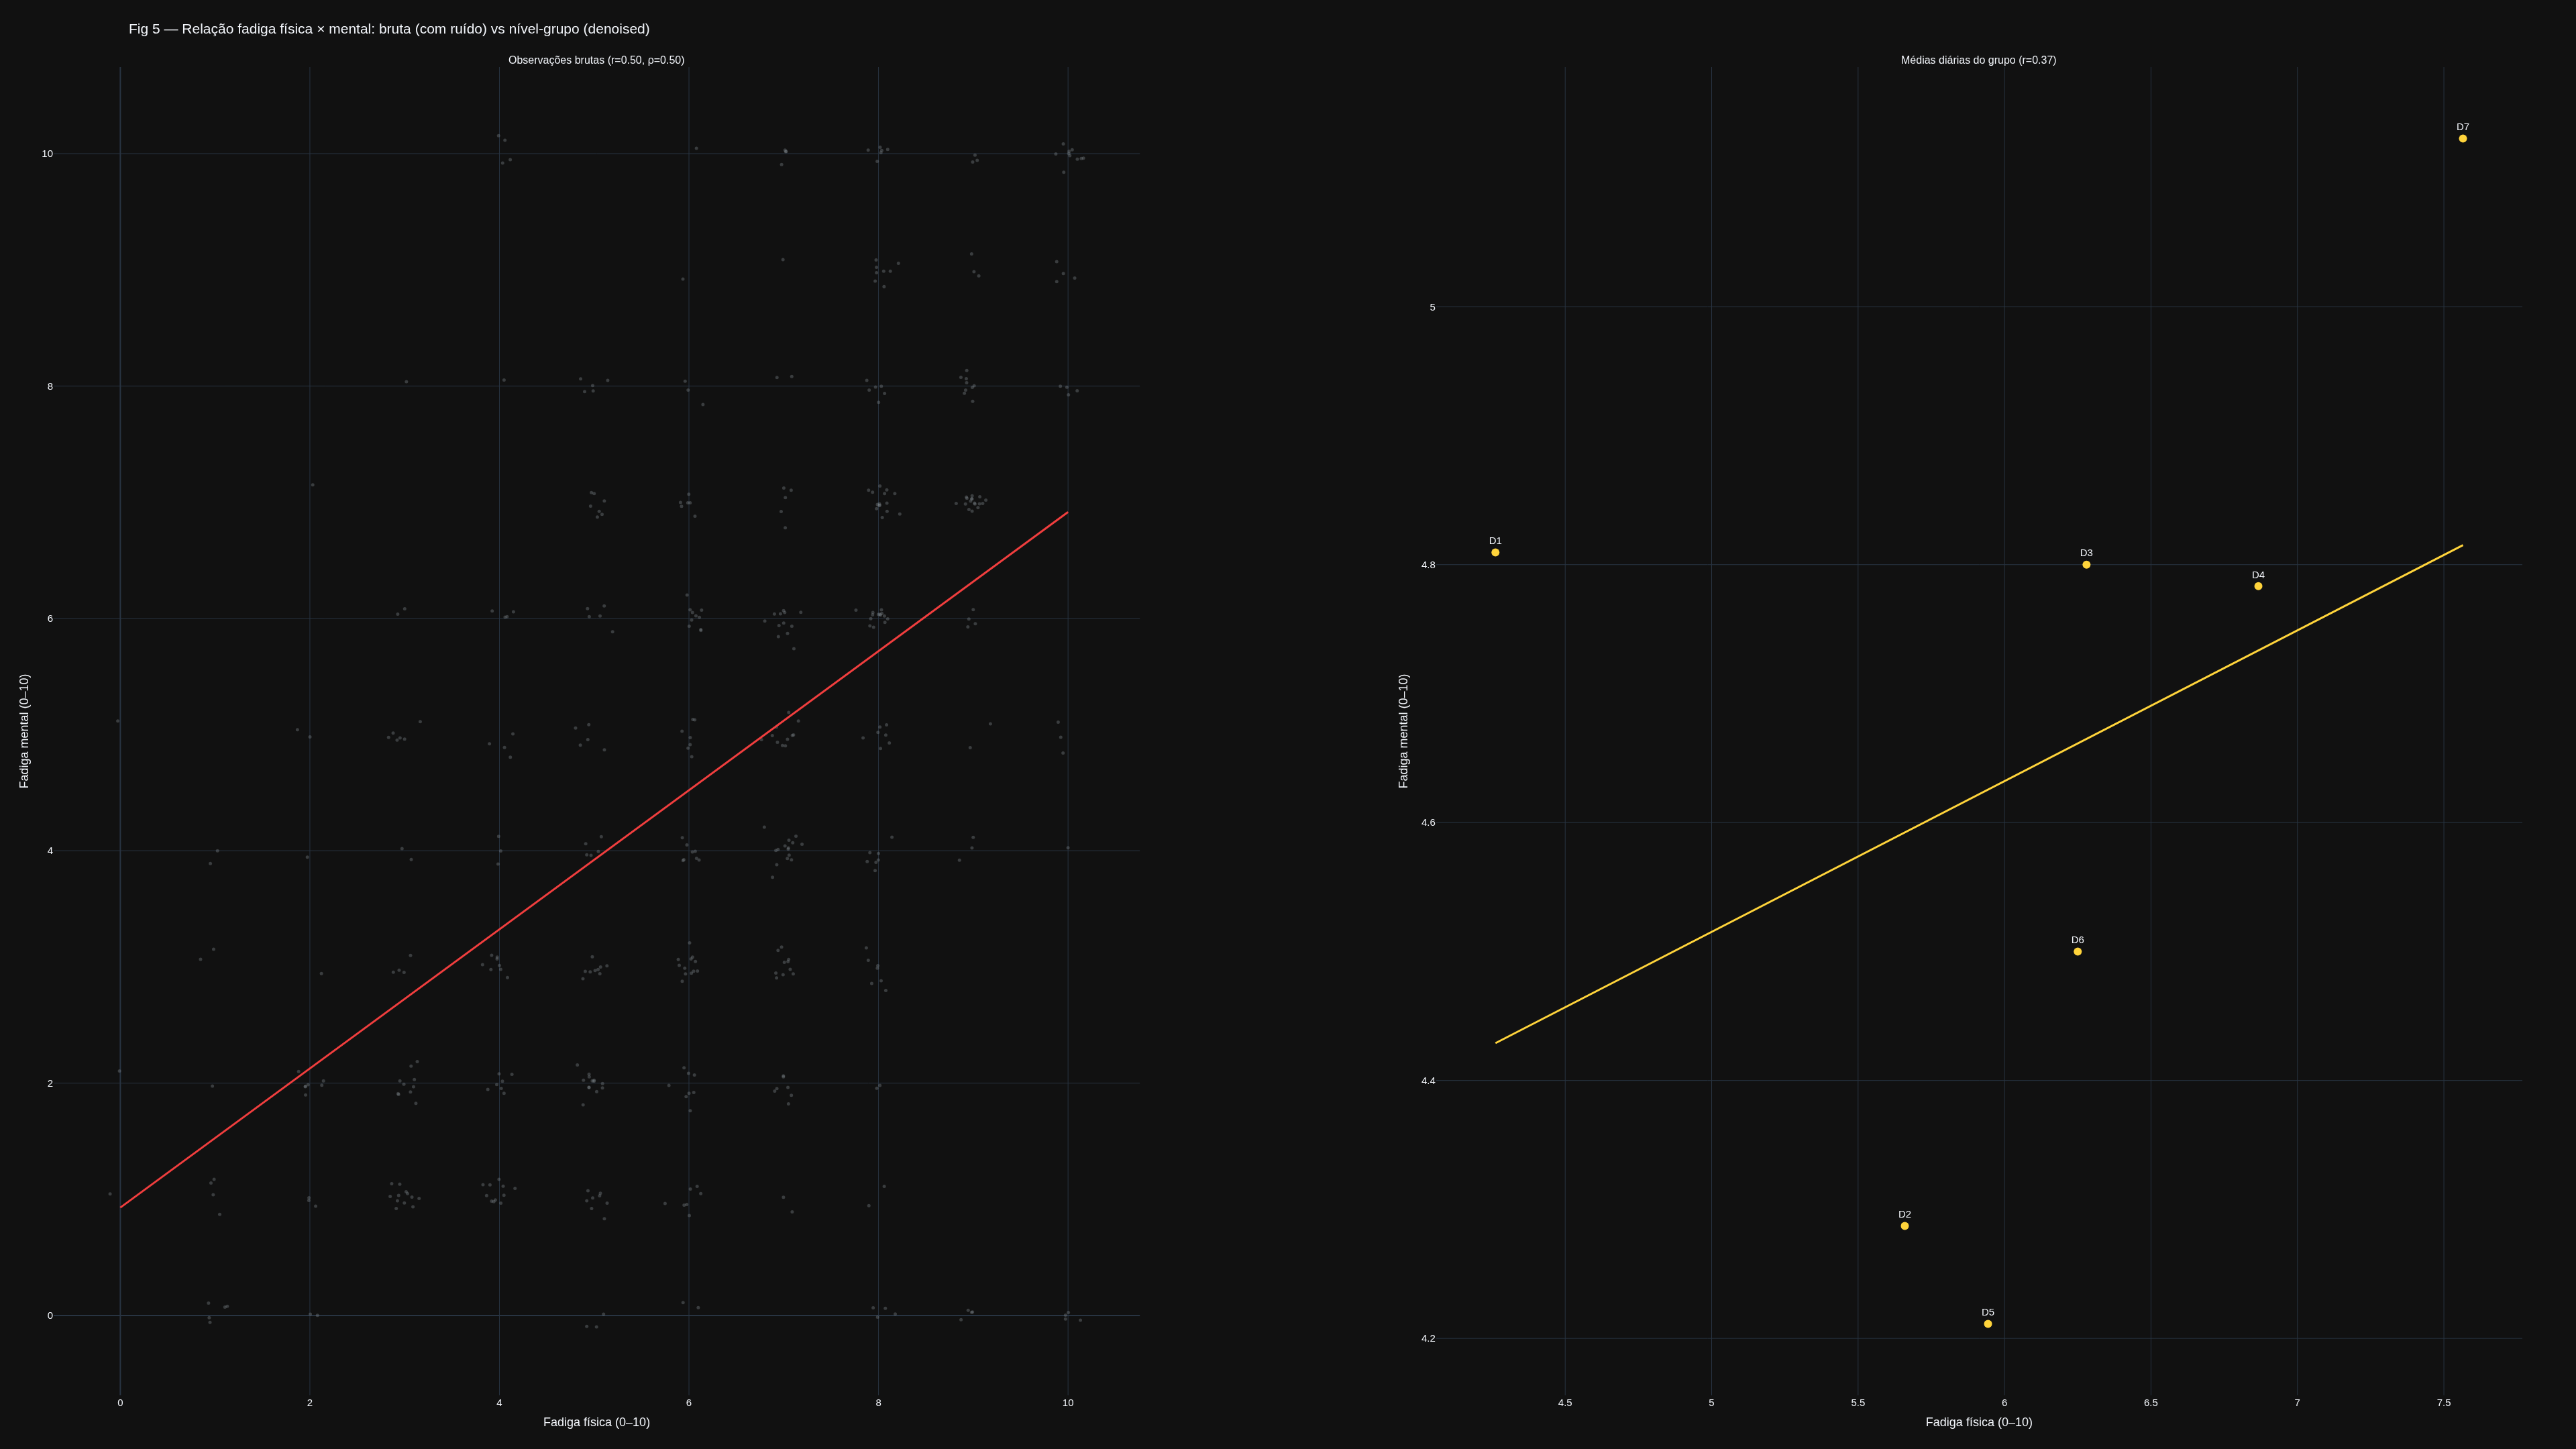 Fig 5 — Relação fadiga física × mental: bruta (com ruído) vs nível-grupo (denoised)
Observações brutas (r=0.50, ρ=0.50)
10
8
6
4
2
0
Fadiga mental (0–10)
0
2
4
6
8
10
Fadiga física (0–10)
Médias diárias do grupo (r=0.37)
D7
D1
D3
D4
D6
D2
D5
5
4.8
4.6
4.4
4.2
Fadiga mental (0–10)
4.5
5
5.5
6
6.5
7
7.5
Fadiga física (0–10)